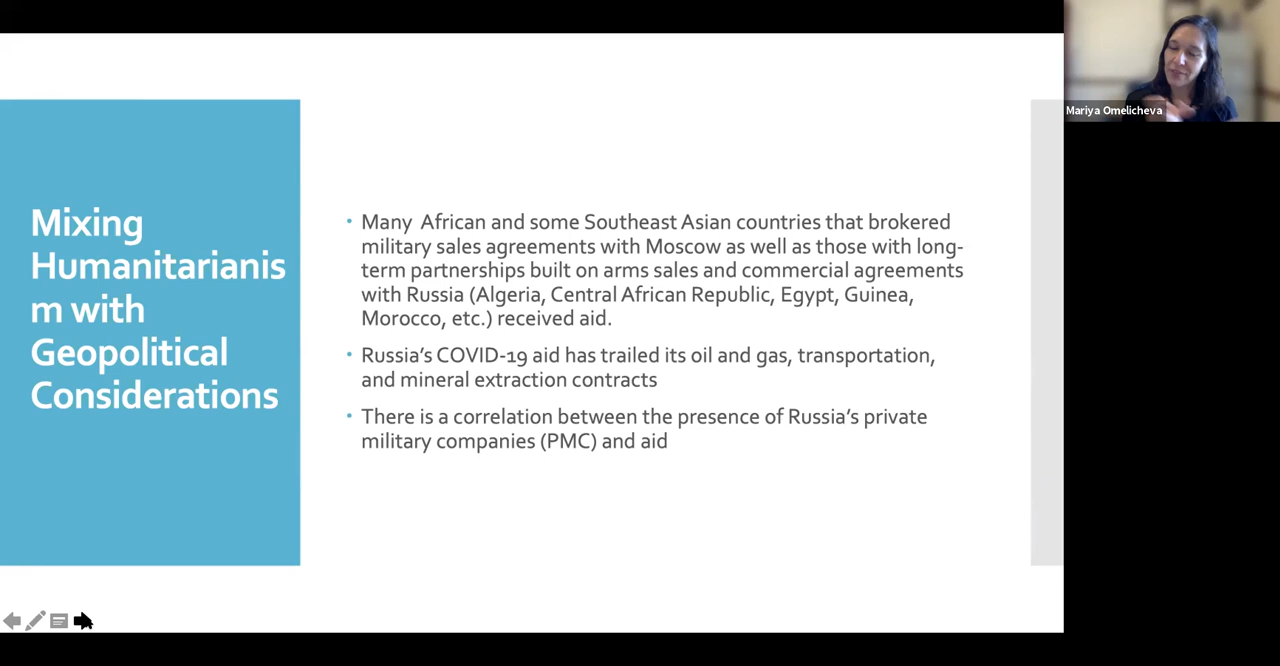 Mixing
Humanitarianis
m with
Geopolitical
Considerations
• Many  African and some Southeast Asian countries that brokered
military sales agreements with Moscow as well as those with long-
term partnerships built on arms sales and commercial agreements
with Russia (Algeria, Central African Republic, Egypt, Guinea,
Morocco, etc.) received aid.
• Russia’s COVID-19 aid has trailed its oil and gas, transportation,
and mineral extraction contracts
• There is a correlation between the presence of Russia’s private
military companies (PMC) and aid
Mariya Omelicheva